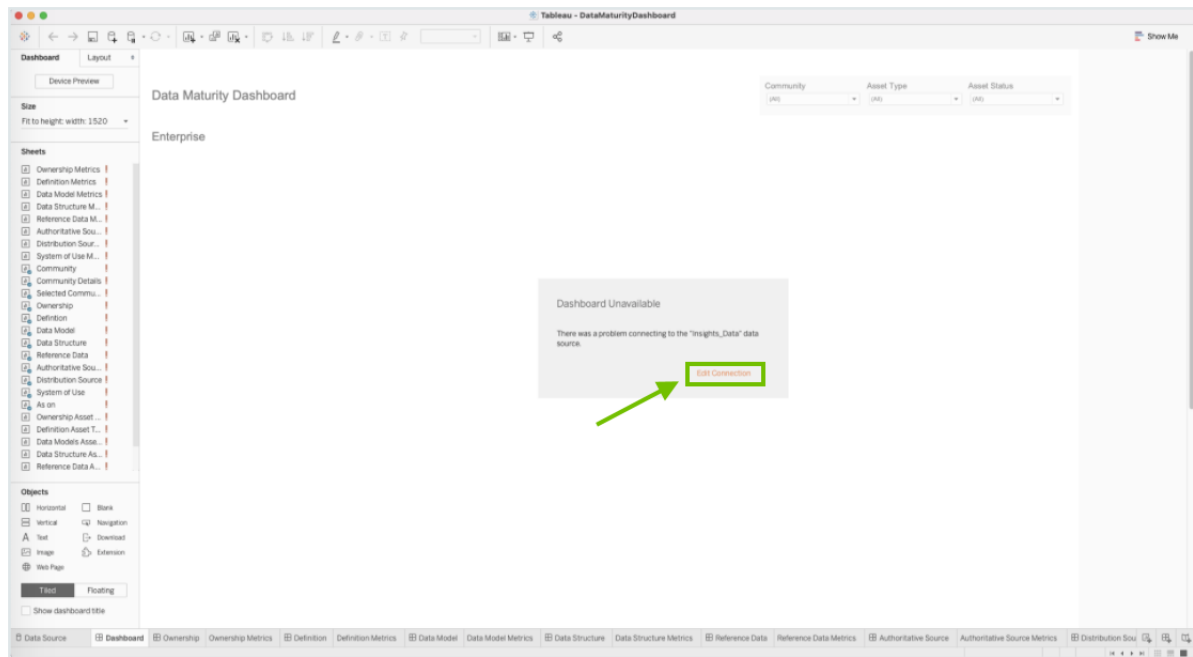 Tableau - DataMaturityDashboard
Show Me
Dashboard Layout
Device Preview
Size
Fit to height: width: 1520
Sheets
Ownership Metrics !
Definition Metrics !
Data Model Metrics !
Data Structure M... !
Reference Data M... !
Authoritative Sou... !
Distribution Sour... !
System of Use M... !
Community !
Community Details !
Selected Commu... !
Ownership !
Defintion !
Data Model !
Data Structure !
Reference Data !
Authoritative Sou... !
Distribution Source !
System of Use !
As on !
Ownership Asset ... !
Definition Asset T... !
Data Models Asse... !
Data Structure As... !
Reference Data A... !
Objects
Horizontal Blank
Vertical Navigation
A Text Download
Image Extension
Web Page
Tiled Floating
Show dashboard title
Data Maturity Dashboard
Community Asset Type Asset Status
(All) (All) (All)
Enterprise
Dashboard Unavailable
There was a problem connecting to the "Insights_Data" data
source.
Edit Connection
Data Source Dashboard Ownership Ownership Metrics Definition Definition Metrics Data Model Data Model Metrics Data Structure Data Structure Metrics Reference Data Reference Data Metrics Authoritative Source Authoritative Source Metrics Distribution Sou